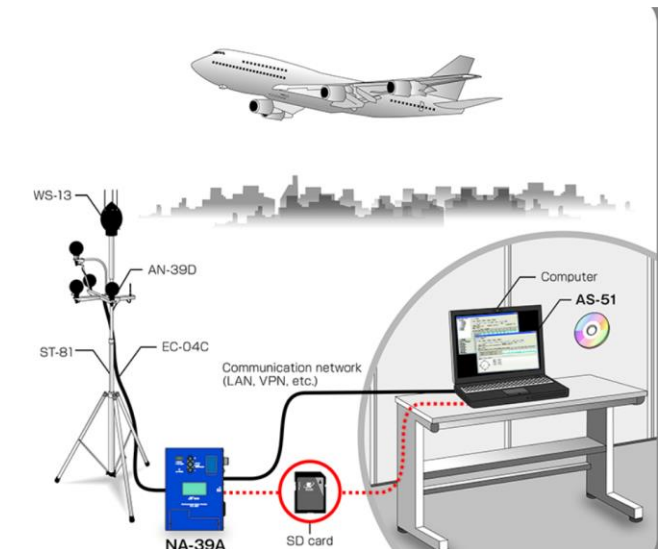 WS-13
AN-39D
Computer
AS-51
ST-81
EC-04C
Communication network
(LAN, VPN, etc.)
SD card
NA-39A